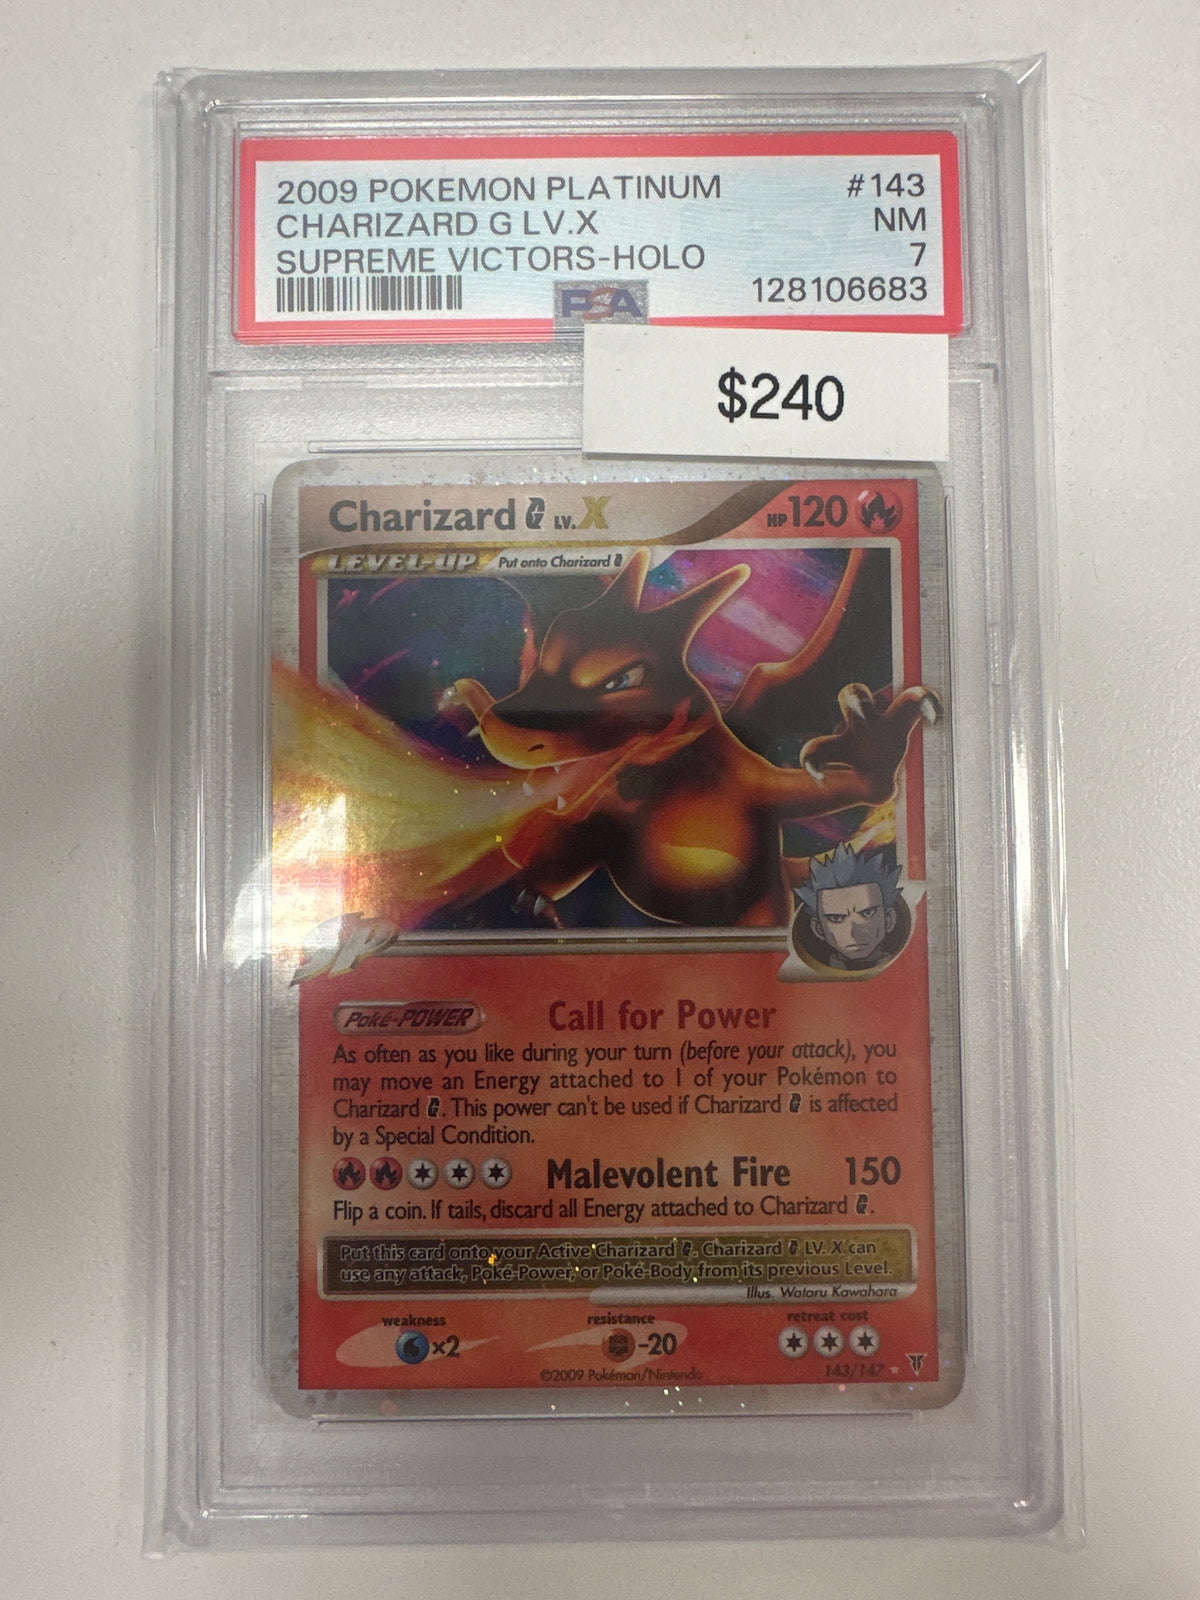 2009 POKEMON PLATINUM #143
CHARIZARD G LV.X NM
SUPREME VICTORS-HOLO 7
PSA 128106683
$240
Charizard G LV.X HP 120
LEVEL-UP Put onto Charizard G
SP
Poké-POWER Call for Power
As often as you like during your turn (before your attack), you
may move an Energy attached to 1 of your Pokémon to
Charizard G. This power can't be used if Charizard G is affected
by a Special Condition.
Malevolent Fire 150
Flip a coin. If tails, discard all Energy attached to Charizard G.
Put this card onto your Active Charizard G. Charizard G LV. X can
use any attack, Poké-Power, or Poké-Body from its previous Level.
Illus. Wataru Kawahara
weakness resistance retreat cost
×2 -20
©2009 Pokémon/Nintendo 143/147 ★